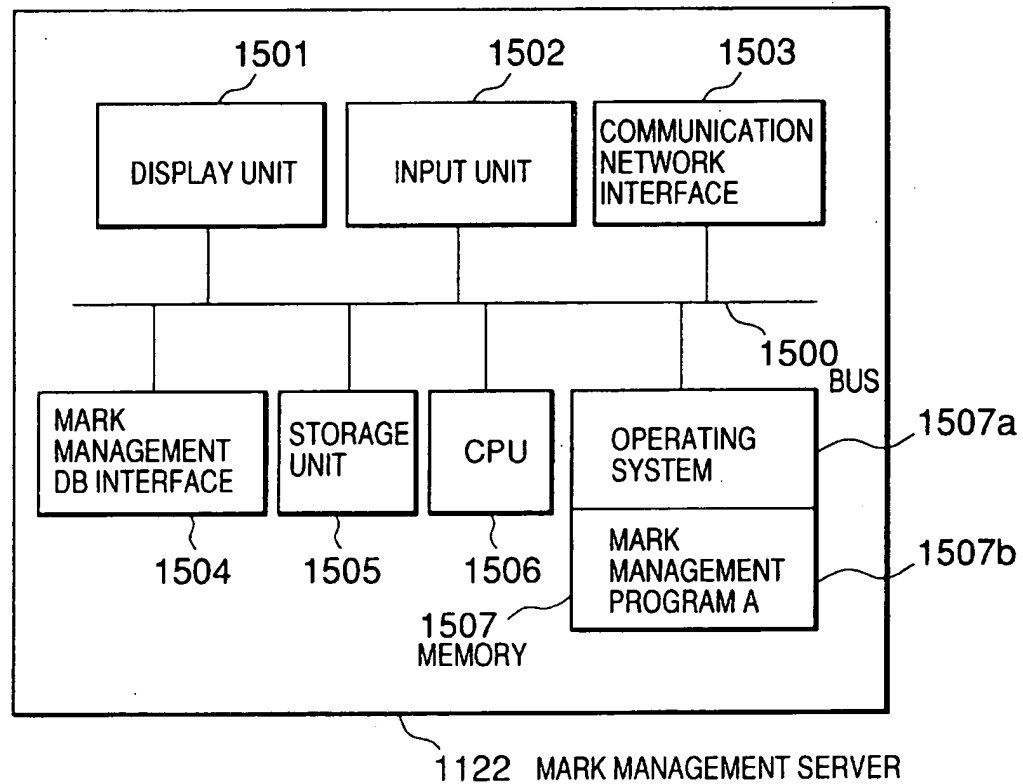 1501
1502
1503
DISPLAY UNIT
INPUT UNIT
COMMUNICATION
NETWORK
INTERFACE
1500
BUS
MARK
MANAGEMENT
DB INTERFACE
STORAGE
UNIT
CPU
OPERATING
SYSTEM
1507a
1504
1505
1506
MARK
MANAGEMENT
PROGRAM A
1507b
1507
MEMORY
1122 MARK MANAGEMENT SERVER